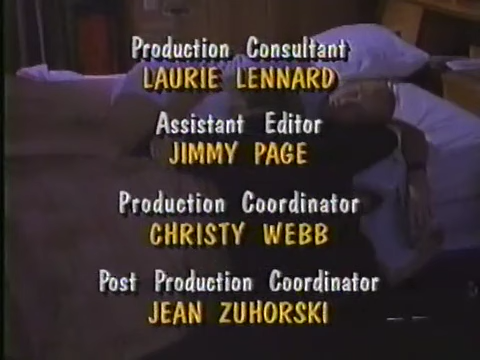 Production Consultant
LAURIE LENNARD
Assistant Editor
JIMMY PAGE
Production Coordinator
CHRISTY WEBB
Post Production Coordinator
JEAN ZUHORSKI